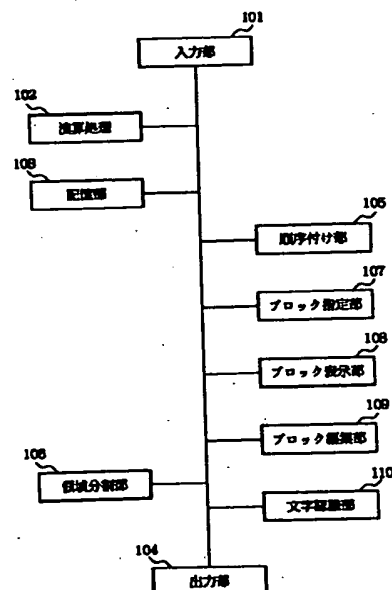 101
入力部
102
演算処理
103
記憶部
105
順序付け部
107
ブロック指定部
108
ブロック表示部
109
ブロック編集部
106
領域分割部
110
文字認識部
104
出力部